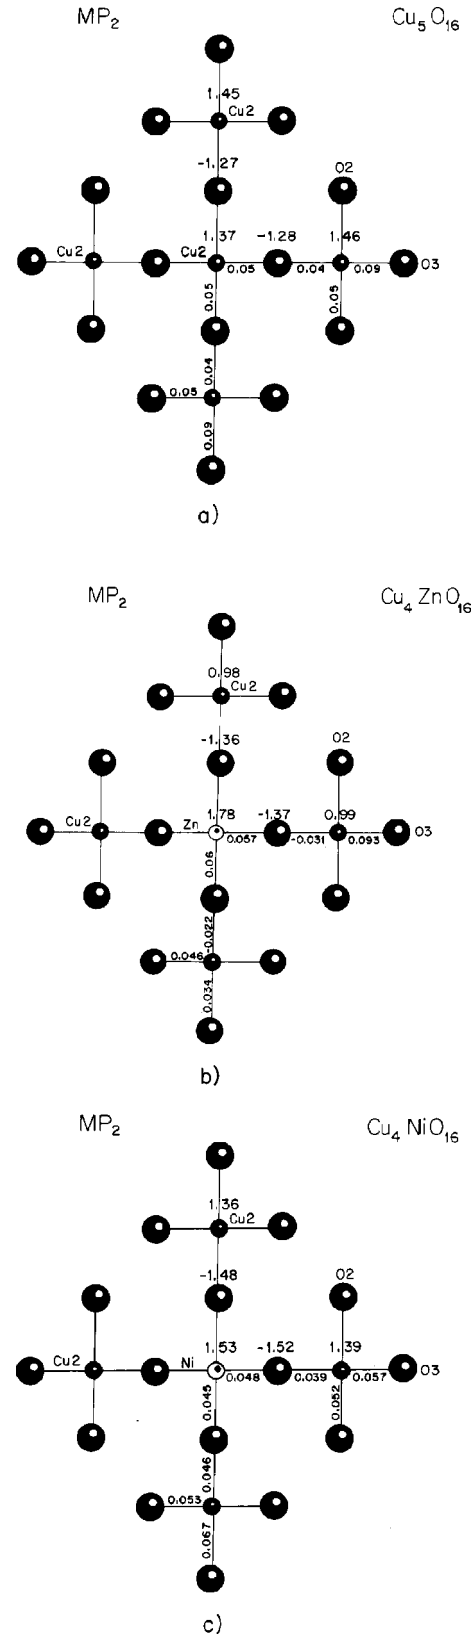 MP2 Cu5O16
1.45
Cu2
-1.27
O2
1.37 -1.28 1.46
Cu2 Cu2 O3
0.05 0.04 0.09
0.05 0.05
0.04
0.05
0.09
a)
MP2 Cu4ZnO16
0.98
Cu2
-1.36
O2
Cu2 Zn 1.78 -1.37 0.99 O3
0.057 -0.031 0.093
0.06
-0.022
0.046
0.034
b)
MP2 Cu4NiO16
1.36
Cu2
-1.48
O2
1.53 -1.52 1.39
Cu2 Ni O3
0.048 0.039 0.057
0.045 0.052
0.046
0.053
0.067
c)